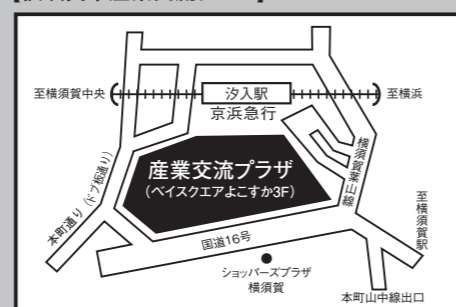 至横須賀中央
汐入駅
至横浜
京浜急行
産業交流プラザ
(ベイスクエアよこすか3F)
横須賀葉山線
本町通り(ドブ板通り)
至横須賀駅
国道16号
ショッパーズプラザ
横須賀
本町山中線出口